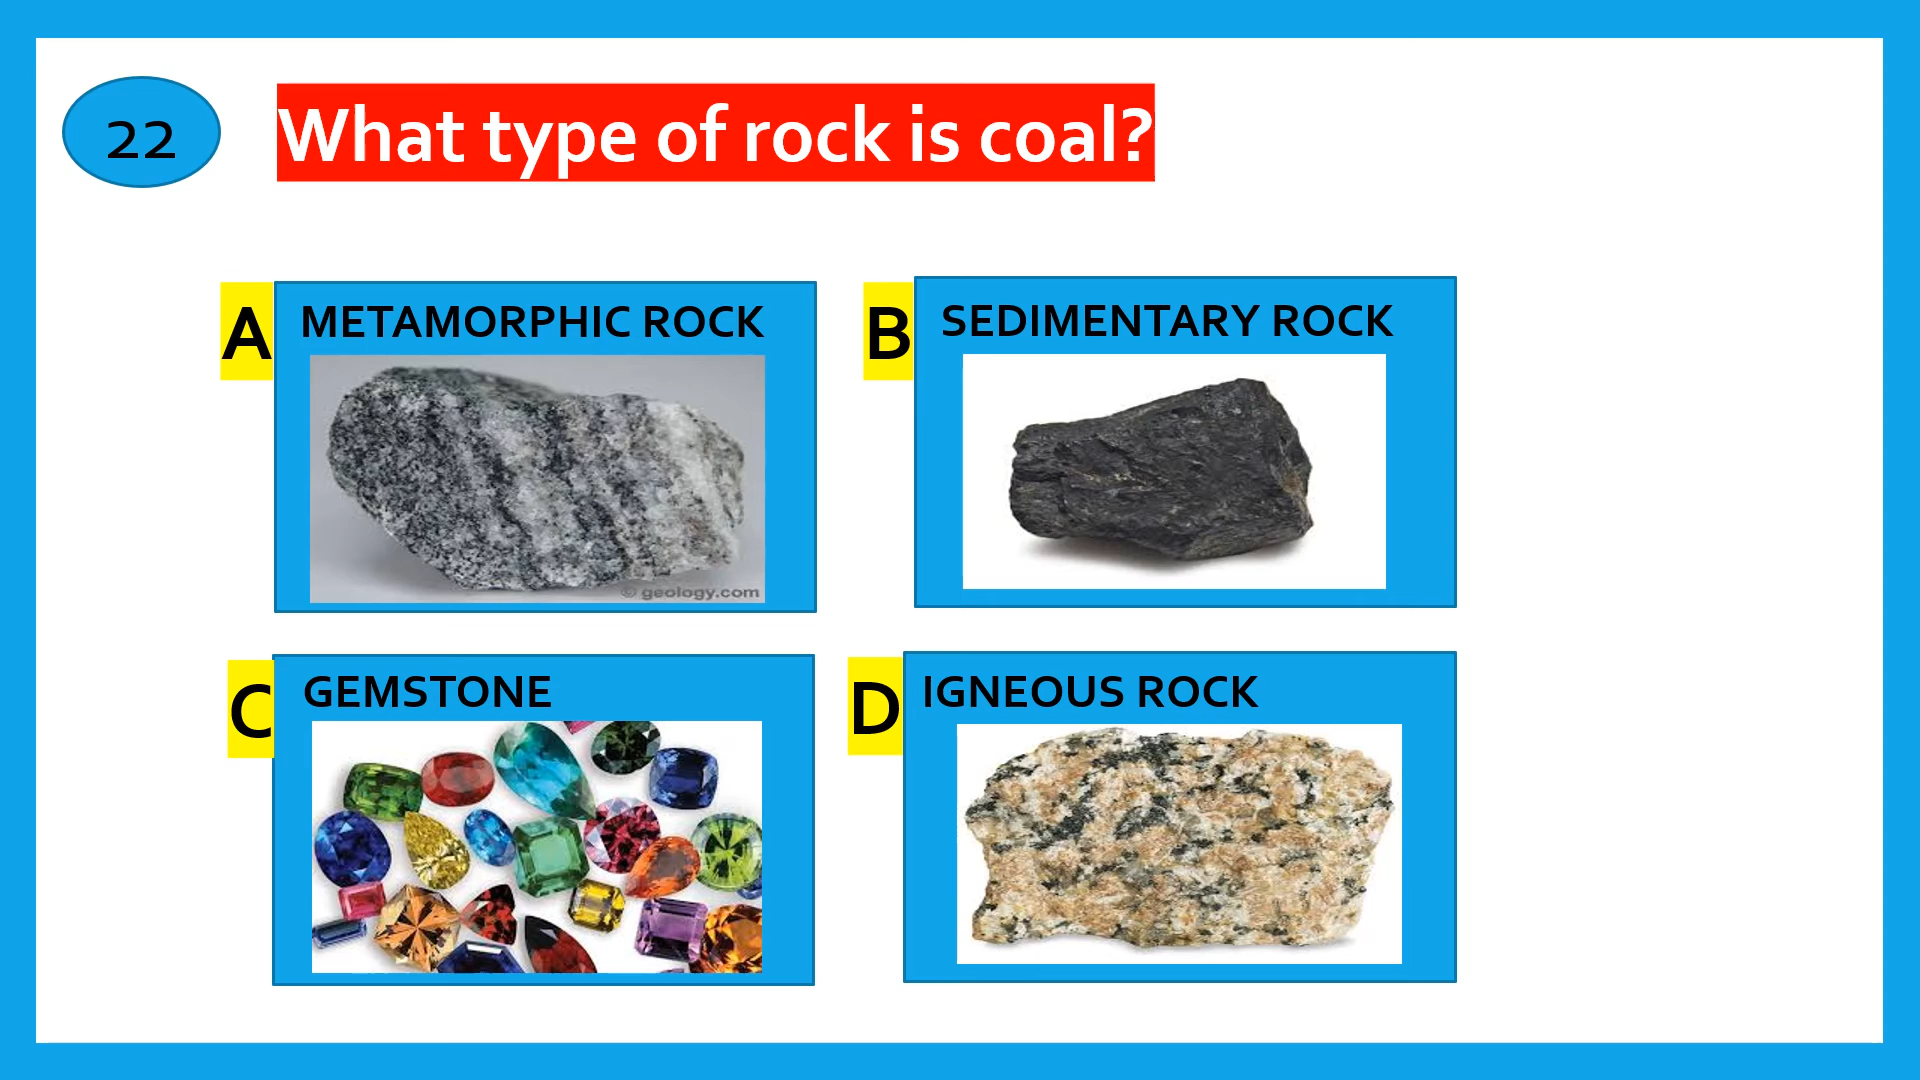 22
What type of rock is coal?
A
METAMORPHIC ROCK
© geology.com
B
SEDIMENTARY ROCK
C
GEMSTONE
D
IGNEOUS ROCK